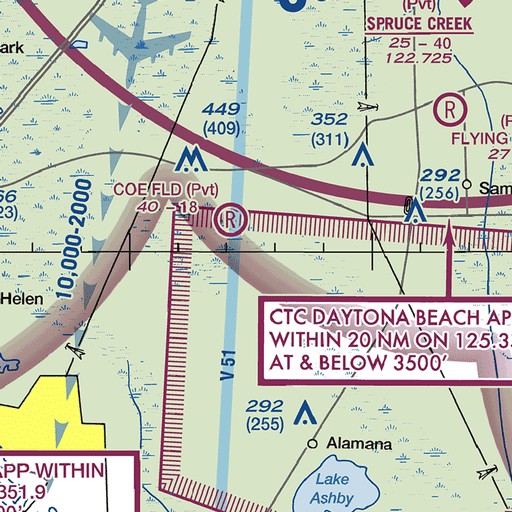 (Pvt)
SPRUCE CREEK
25 - 40
122.725
ark
449
(409)
352
(311)
R
FLYING
27
292
(256)
Sam
COE FLD (Pvt)
40 - 18
R
10,000-2000
Helen
CTC DAYTONA BEACH AP
WITHIN 20 NM ON 125.3
AT & BELOW 3500'
V 51
292
(255)
Alamana
APP WITHIN
351.9
Lake
Ashby